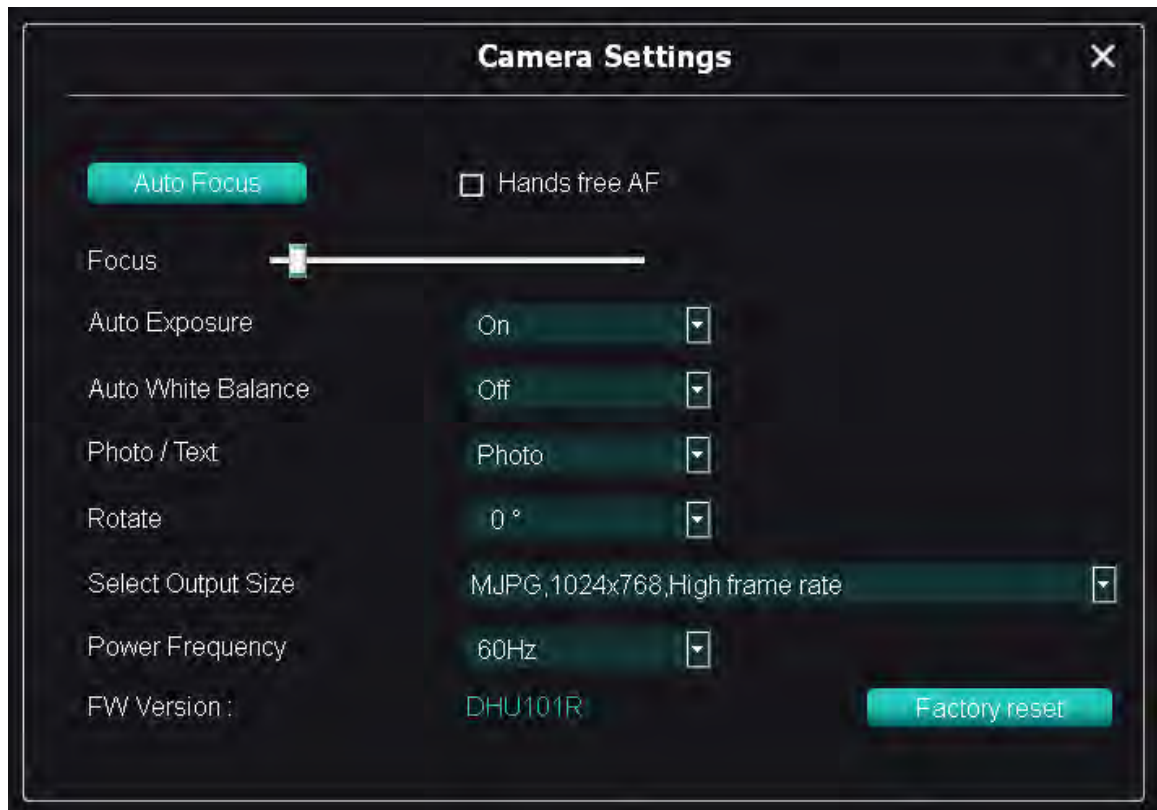 Camera Settings
Auto Focus Hands free AF
Focus
Auto Exposure On
Auto White Balance Off
Photo / Text Photo
Rotate 0 °
Select Output Size MJPG,1024x768,High frame rate
Power Frequency 60Hz
FW Version : DHU101R Factory reset